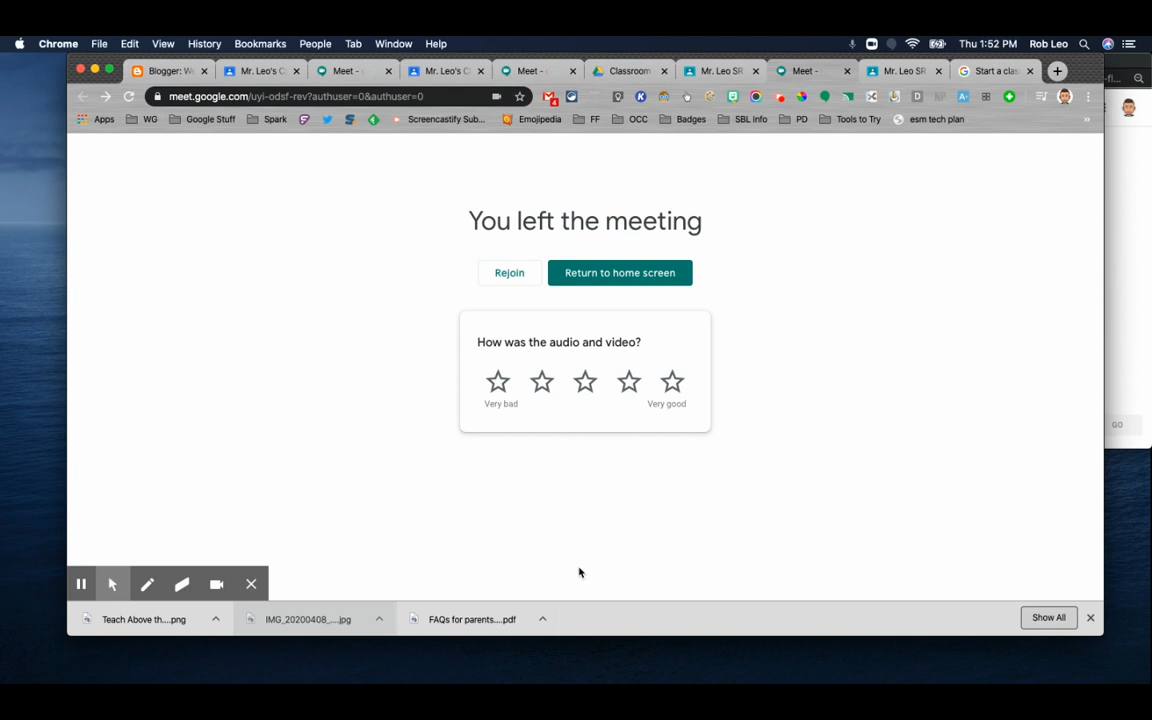 Chrome File Edit View History Bookmarks People Tab Window Help Thu 1:52 PM Rob Leo
Blogger: W Mr. Leo's C Meet - Mr. Leo's C Meet - Classroom Mr. Leo SR Meet - Mr. Leo SR Start a clas
meet.google.com/uyi-odsf-rev?authuser=0&authuser=0
Apps WG Google Stuff Spark Screencastify Sub... Emojipedia FF OCC Badges SBL Info PD Tools to Try esm tech plan »
You left the meeting
Rejoin Return to home screen
How was the audio and video?
Very bad Very good
GO
Teach Above th....png IMG_20200408_....jpg FAQs for parents....pdf Show All